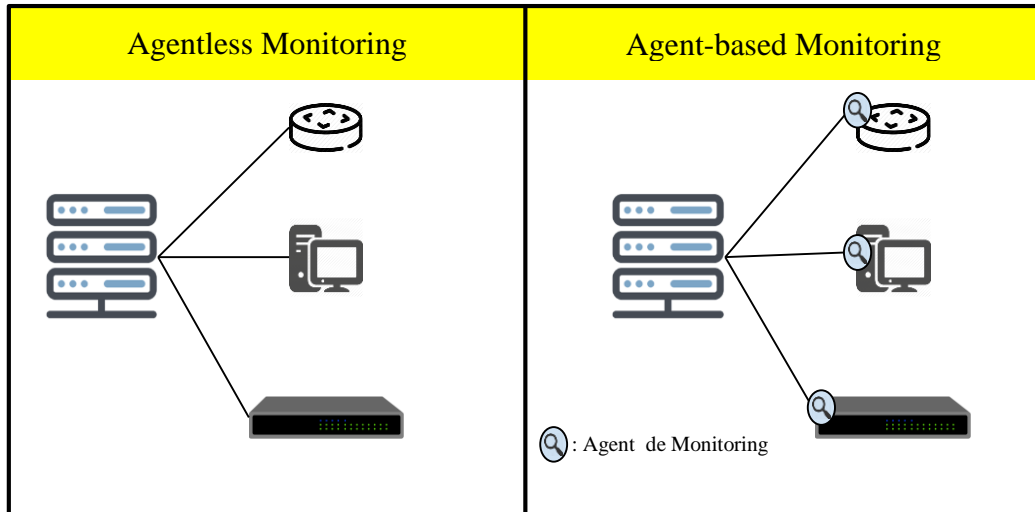 Agentless Monitoring
Agent-based Monitoring
: Agent de Monitoring